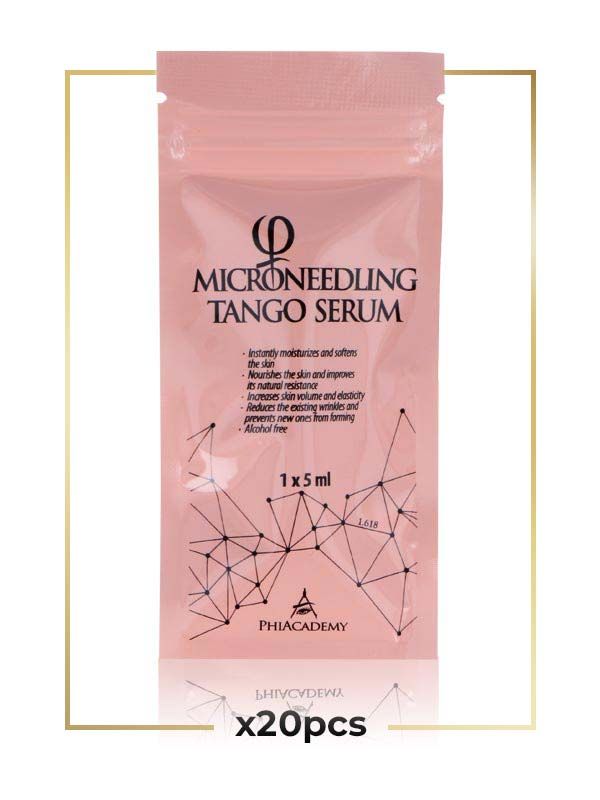 φ
MICRONEEDLING
TANGO SERUM
· Instantly moisturizes and softens
the skin
· Nourishes the skin and improves
its natural resistance
· Increases skin volume and elasticity
· Reduces the existing wrinkles and
prevents new ones from forming
· Alcohol free
1 x 5 ml
1.618
PHIACADEMY
PHIACADEMY
x20pcs